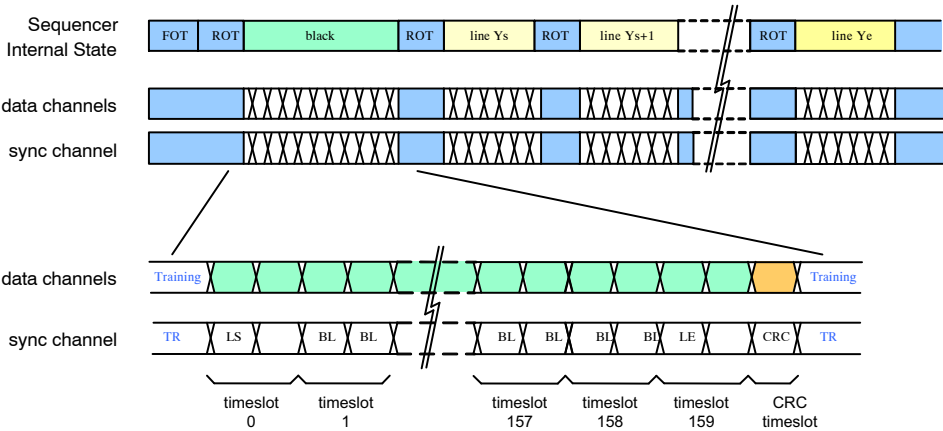 Sequencer
Internal State
FOT ROT black ROT line Ys ROT line Ys+1 ROT line Ye
data channels
sync channel
data channels Training Training
sync channel TR LS BL BL BL BL BL BL LE CRC TR
timeslot timeslot timeslot timeslot timeslot CRC
0 1 157 158 159 timeslot